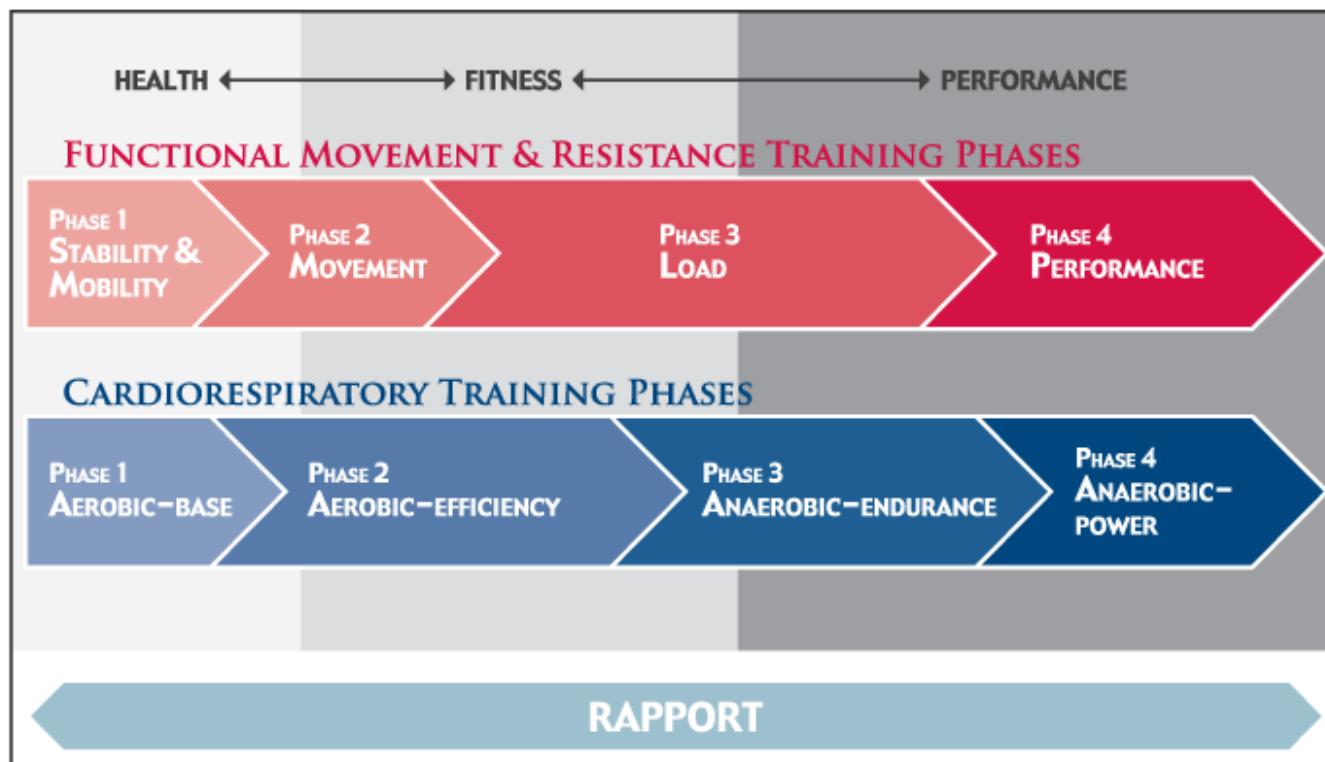 HEALTH FITNESS PERFORMANCE
FUNCTIONAL MOVEMENT & RESISTANCE TRAINING PHASES
PHASE 1
STABILITY &
MOBILITY
PHASE 2
MOVEMENT
PHASE 3
LOAD
PHASE 4
PERFORMANCE
CARDIORESPIRATORY TRAINING PHASES
PHASE 1
AEROBIC-BASE
PHASE 2
AEROBIC-EFFICIENCY
PHASE 3
ANAEROBIC-ENDURANCE
PHASE 4
ANAEROBIC-
POWER
RAPPORT